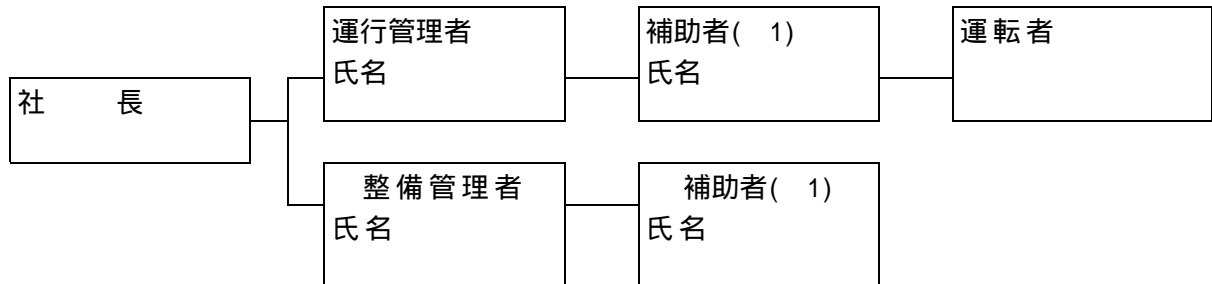 運行管理者
氏名
補助者(　1)
氏名
運転者
社　　長
整備管理者
氏名
補助者(　1)
氏名